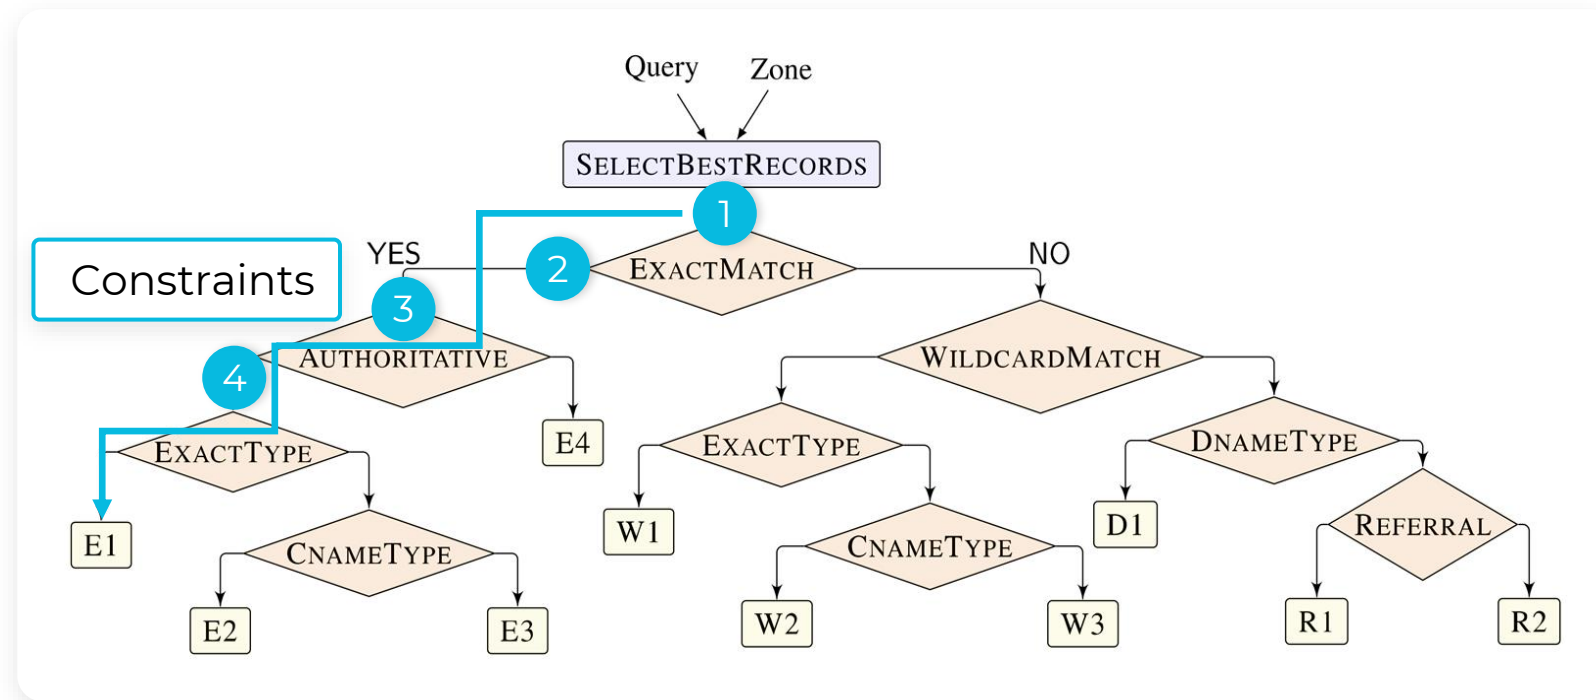 Query Zone
SELECTBESTRECORDS
1
YES 2 EXACTMATCH NO
Constraints
3
AUTHORITATIVE WILDCARDMATCH
4
E4
EXACTTYPE EXACTTYPE DNAMETYPE
E1 W1 D1 REFERRAL
CNAMETYPE CNAMETYPE
E2 E3 W2 W3 R1 R2